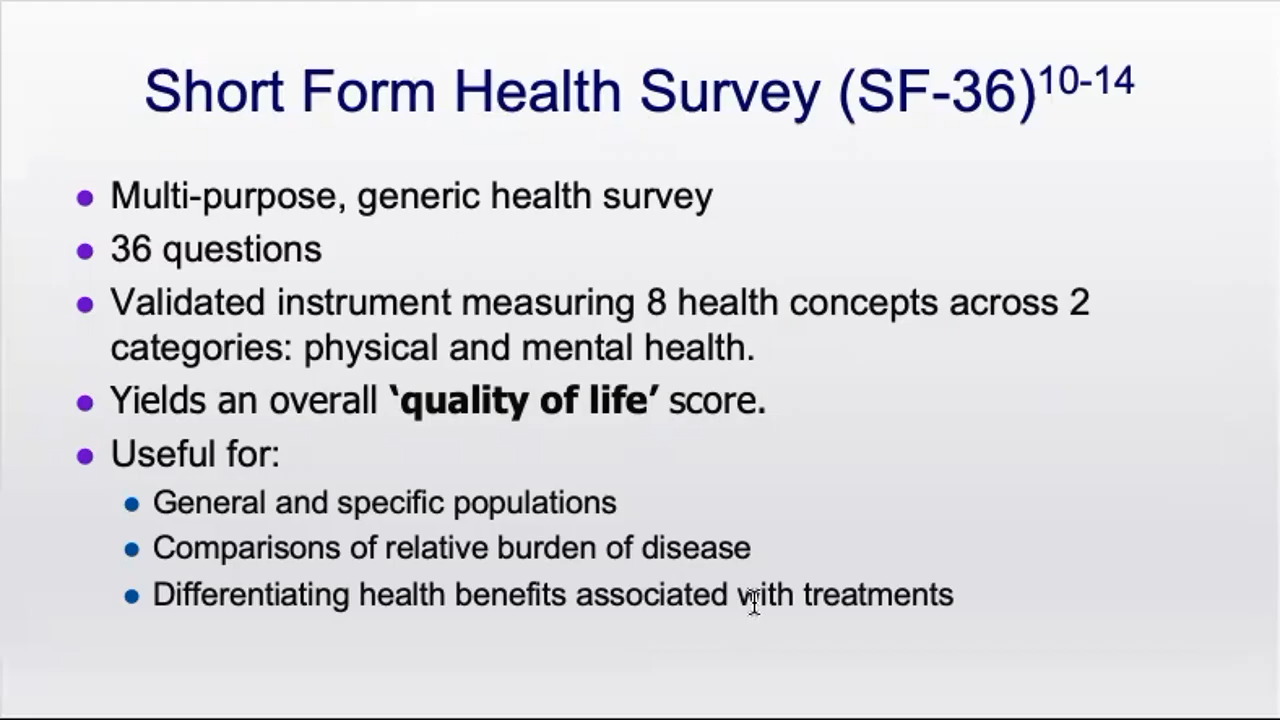 Short Form Health Survey (SF-36)10-14
• Multi-purpose, generic health survey
• 36 questions
• Validated instrument measuring 8 health concepts across 2
categories: physical and mental health.
• Yields an overall ‘quality of life’ score.
• Useful for:
• General and specific populations
• Comparisons of relative burden of disease
• Differentiating health benefits associated with treatments